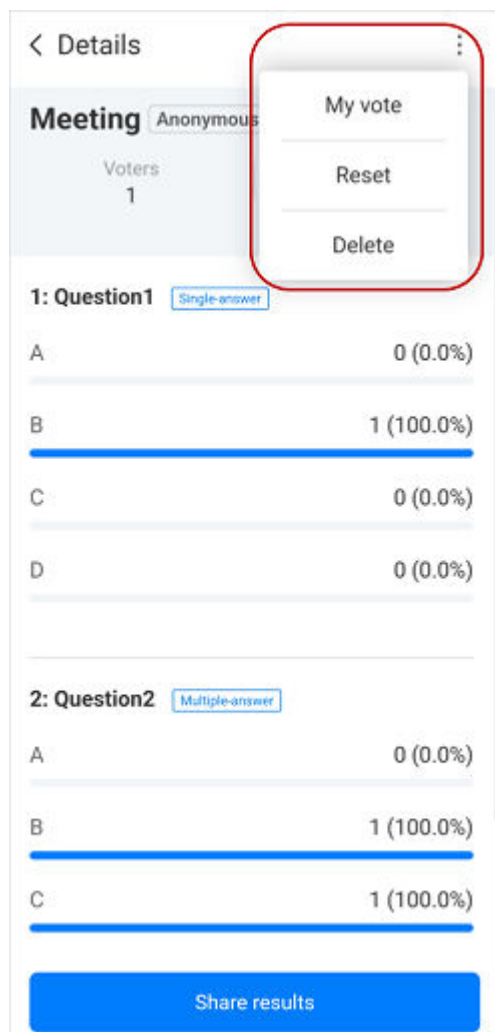 Details
Meeting Anonymous
My vote
Reset
Delete
Voters
1
1: Question1 Single-answer
A 0 (0.0%)
B 1 (100.0%)
C 0 (0.0%)
D 0 (0.0%)
2: Question2 Multiple-answer
A 0 (0.0%)
B 1 (100.0%)
C 1 (100.0%)
Share results